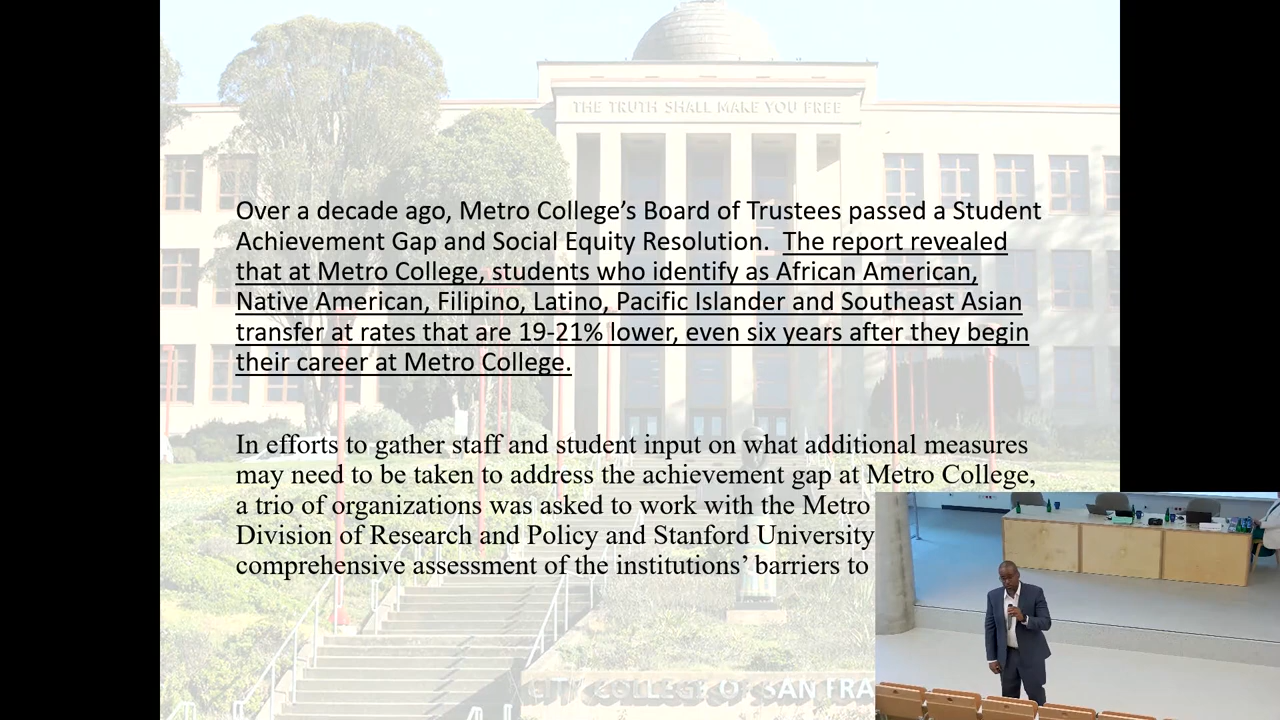 THE TRUTH SHALL MAKE YOU FREE
Over a decade ago, Metro College’s Board of Trustees passed a Student
Achievement Gap and Social Equity Resolution. The report revealed
that at Metro College, students who identify as African American,
Native American, Filipino, Latino, Pacific Islander and Southeast Asian
transfer at rates that are 19-21% lower, even six years after they begin
their career at Metro College.
In efforts to gather staff and student input on what additional measures
may need to be taken to address the achievement gap at Metro College,
a trio of organizations was asked to work with the Metro
Division of Research and Policy and Stanford University
comprehensive assessment of the institutions’ barriers to
CITY COLLEGE OF SAN FRA